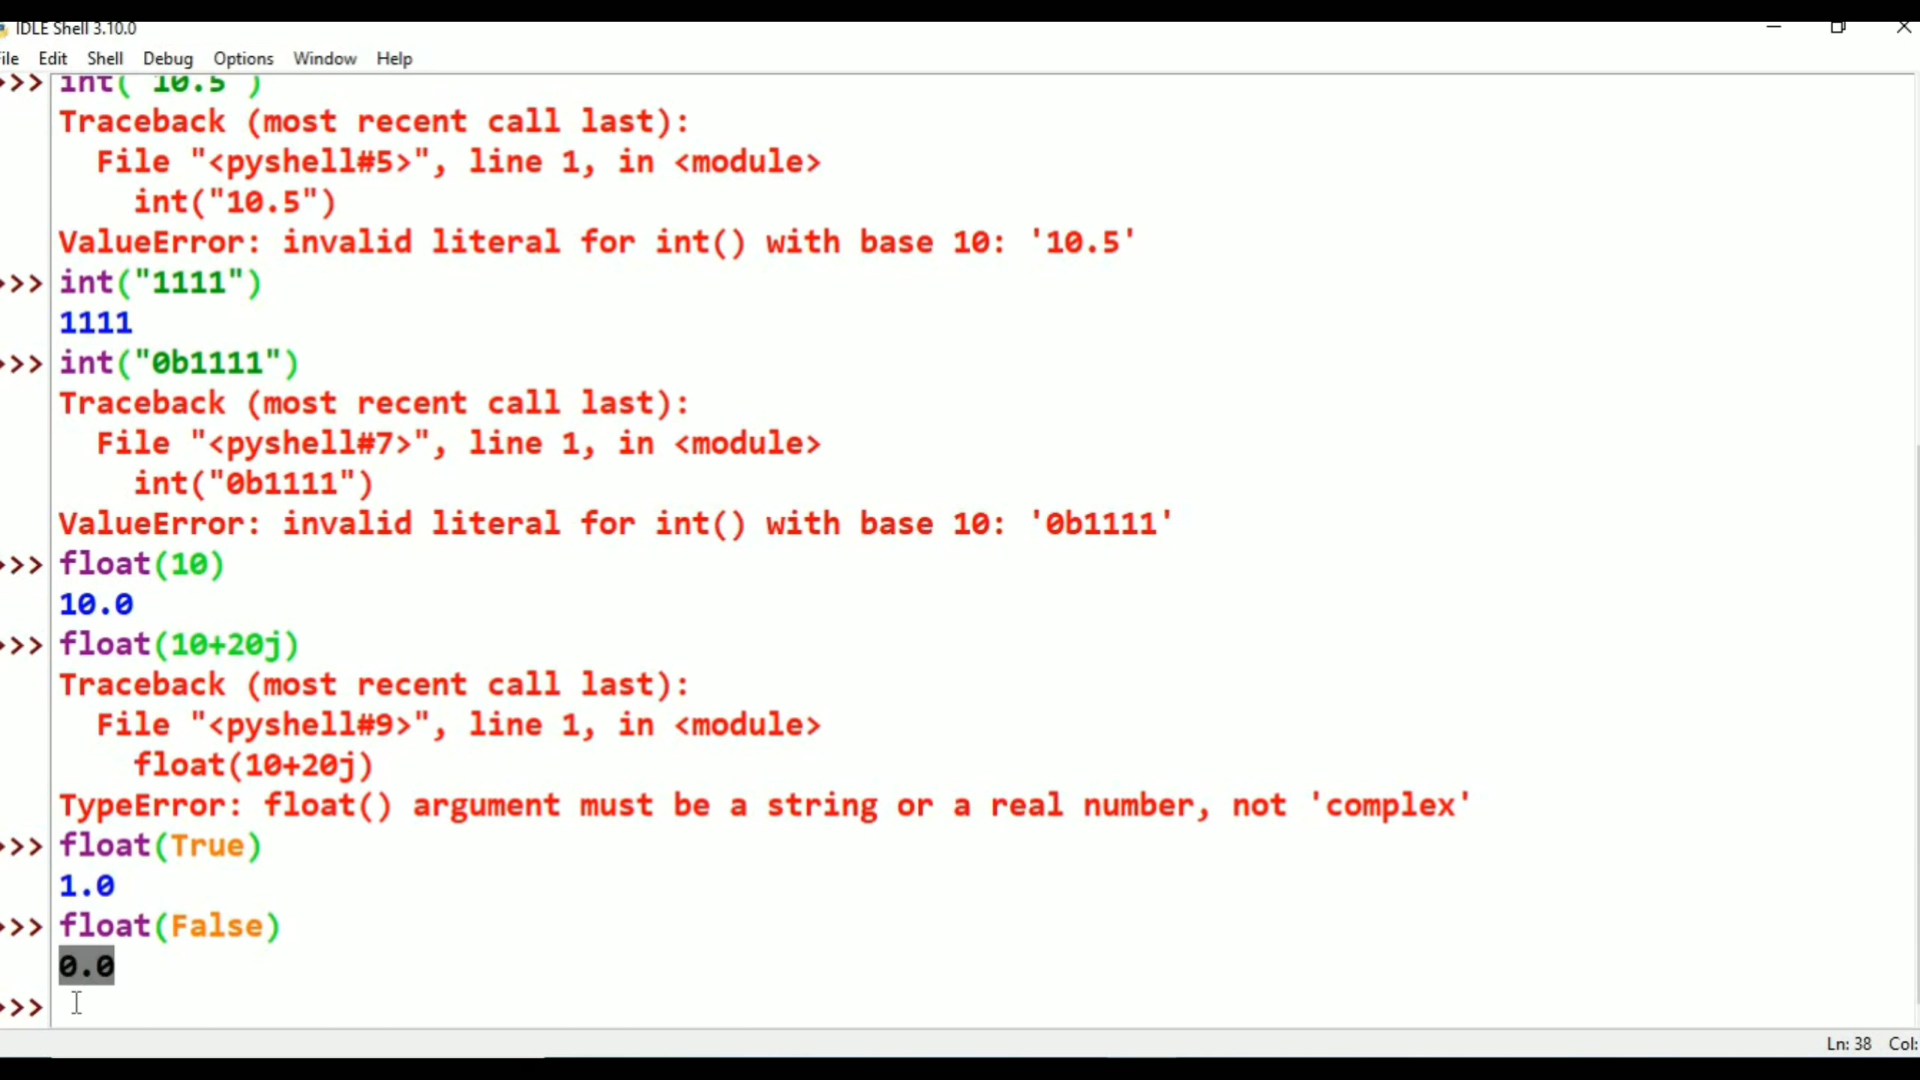 IDLE Shell 3.10.0
File Edit Shell Debug Options Window Help
>>> int("10.5")
Traceback (most recent call last):
File "<pyshell#5>", line 1, in <module>
int("10.5")
ValueError: invalid literal for int() with base 10: '10.5'
>>> int("1111")
1111
>>> int("0b1111")
Traceback (most recent call last):
File "<pyshell#7>", line 1, in <module>
int("0b1111")
ValueError: invalid literal for int() with base 10: '0b1111'
>>> float(10)
10.0
>>> float(10+20j)
Traceback (most recent call last):
File "<pyshell#9>", line 1, in <module>
float(10+20j)
TypeError: float() argument must be a string or a real number, not 'complex'
>>> float(True)
1.0
>>> float(False)
0.0
>>>
Ln: 38 Col: